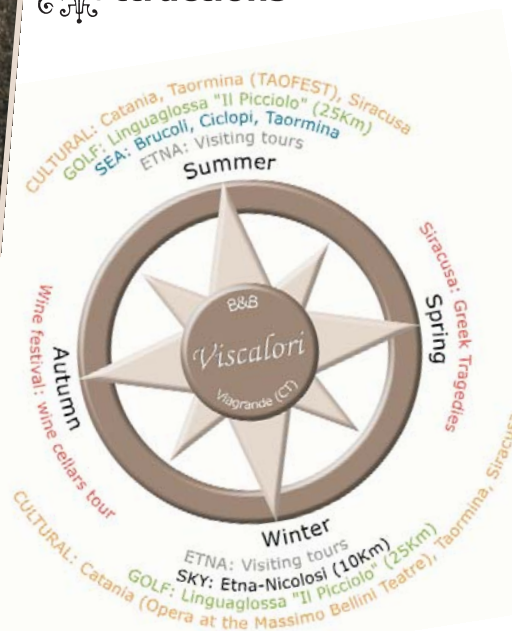 CULTURAL: Catania, Taormina (TAOFEST), Siracusa
GOLF: Linguaglossa "Il Picciolo" (25Km)
SEA: Brucoli, Ciclopi, Taormina
ETNA: Visiting tours
Summer
Siracusa: Greek Tragedies
Spring
B&B
Viscalori
Viagrande (CT)
Autumn
Wine festival: wine cellars tour
Winter
ETNA: Visiting tours
SKY: Etna-Nicolosi (10Km)
GOLF: Linguaglossa "Il Picciolo" (25Km)
CULTURAL: Catania (Opera at the Massimo Bellini Teatre), Taormina, Siracusa